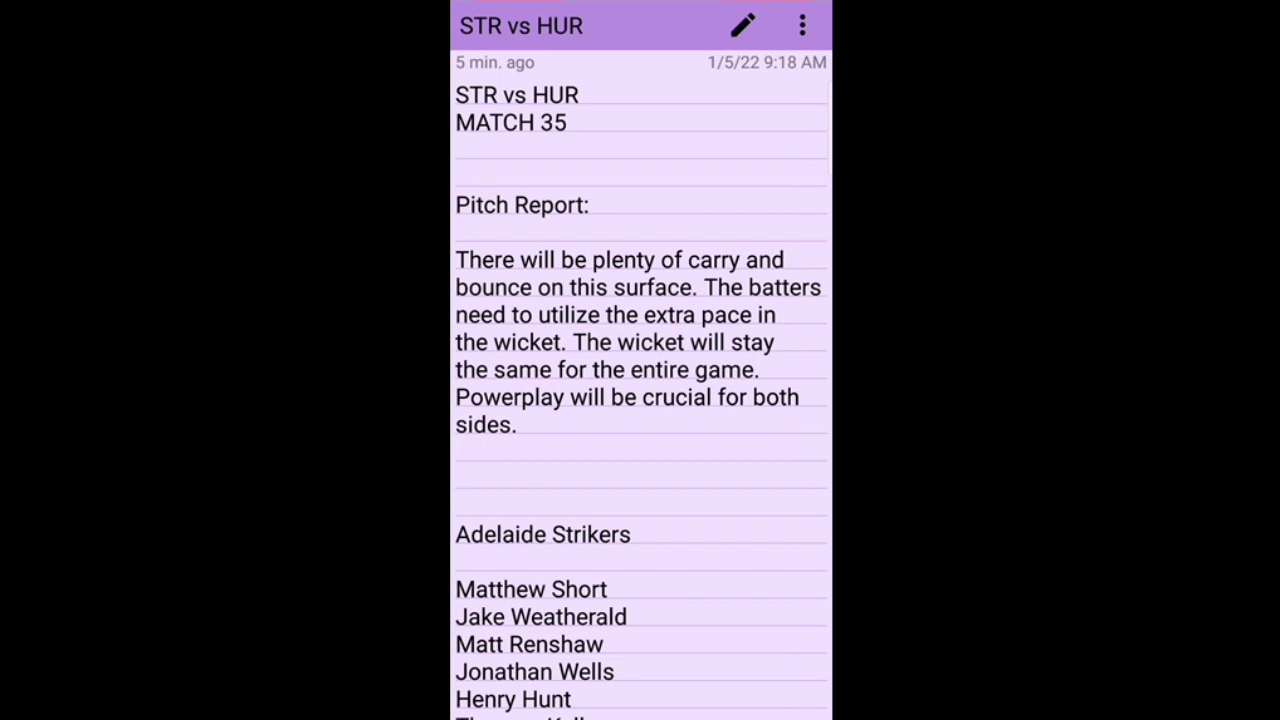 STR vs HUR
5 min. ago
1/5/22 9:18 AM
STR vs HUR
MATCH 35
Pitch Report:
There will be plenty of carry and
bounce on this surface. The batters
need to utilize the extra pace in
the wicket. The wicket will stay
the same for the entire game.
Powerplay will be crucial for both
sides.
Adelaide Strikers
Matthew Short
Jake Weatherald
Matt Renshaw
Jonathan Wells
Henry Hunt